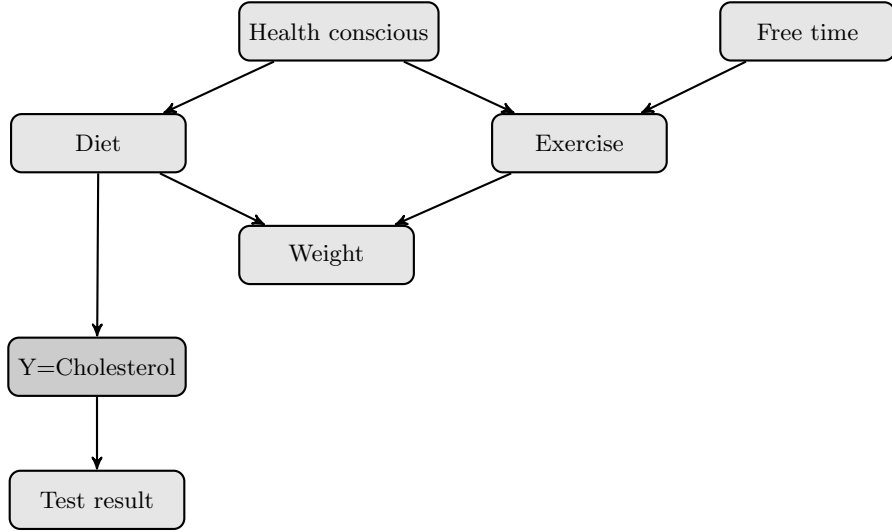 Health conscious
Free time
Diet
Exercise
Weight
Y=Cholesterol
Test result